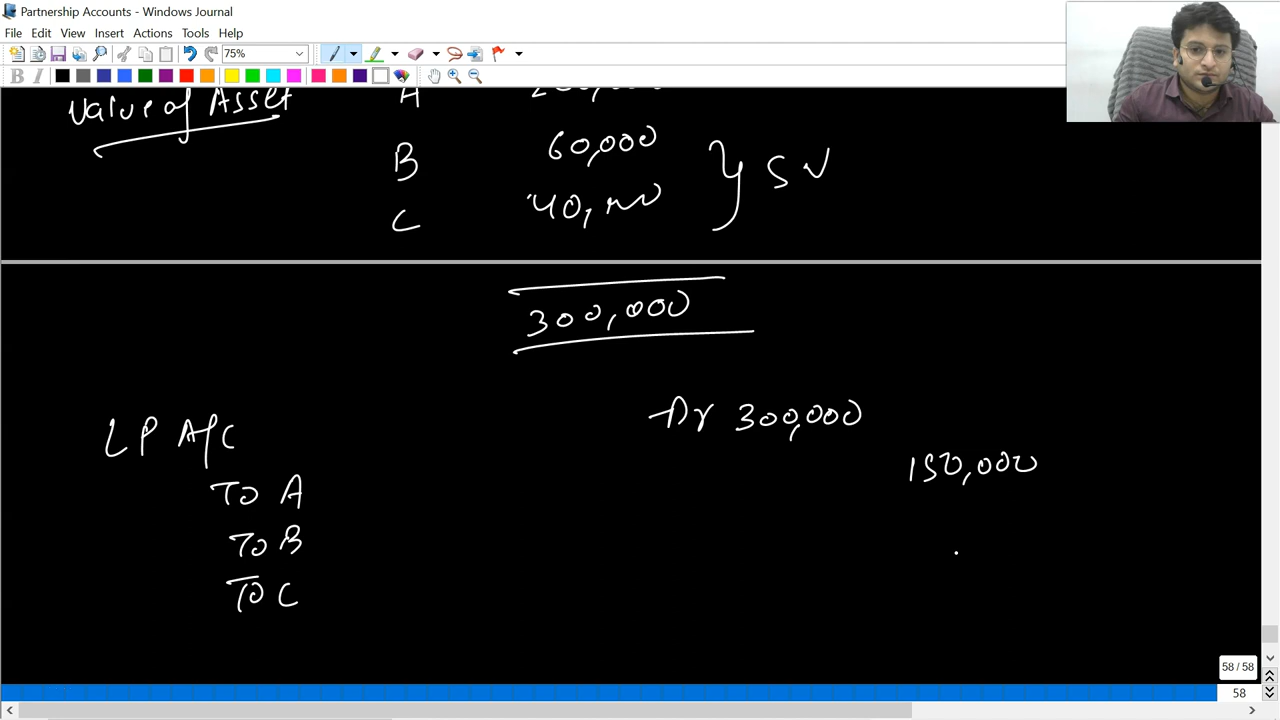 Partnership Accounts - Windows Journal
File Edit View Insert Actions Tools Help
75%
B I
Value of Asset A
B 60,000
C 40,000 } S V
300,000
LP A/C Dr 300,000
To A 150,000
To B
To C
58 / 58
58